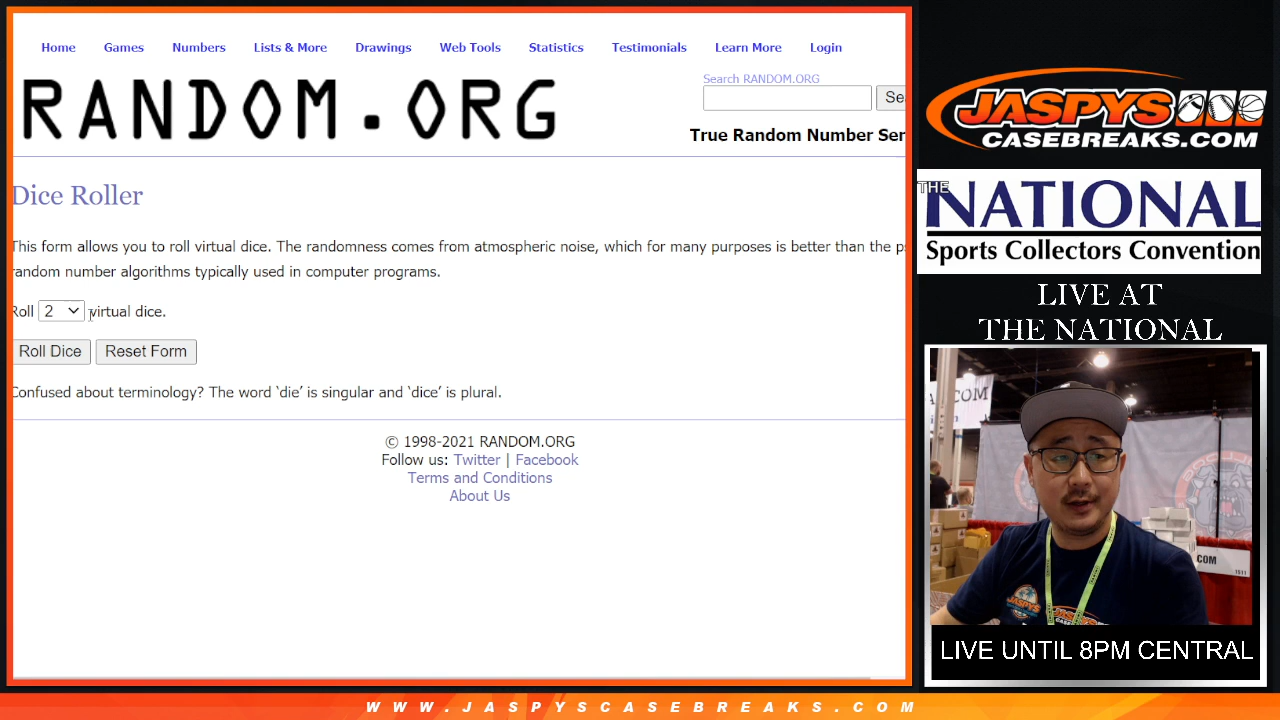 Home Games Numbers Lists & More Drawings Web Tools Statistics Testimonials Learn More Login
RANDOM.ORG
Search RANDOM.ORG
Sea
True Random Number Ser
Dice Roller
This form allows you to roll virtual dice. The randomness comes from atmospheric noise, which for many purposes is better than the ps
random number algorithms typically used in computer programs.
Roll 2 virtual dice.
Roll Dice Reset Form
Confused about terminology? The word ‘die’ is singular and ‘dice’ is plural.
© 1998-2021 RANDOM.ORG
Follow us: Twitter | Facebook
Terms and Conditions
About Us
JASPYS
CASEBREAKS.COM
THE
NATIONAL
Sports Collectors Convention
LIVE AT
THE NATIONAL
LIVE UNTIL 8PM CENTRAL
WWW.JASPYSCASEBREAKS.COM